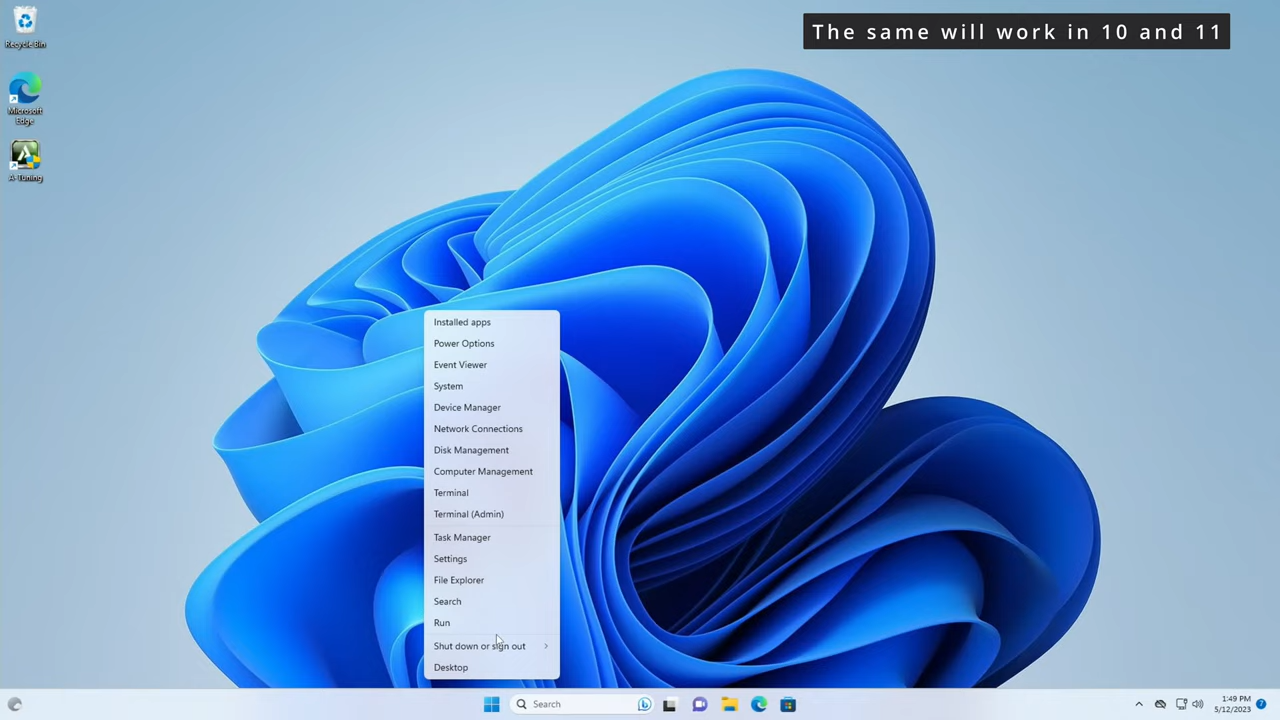 The same will work in 10 and 11
Recycle Bin
Microsoft
Edge
A-Tuning
Installed apps
Power Options
Event Viewer
System
Device Manager
Network Connections
Disk Management
Computer Management
Terminal
Terminal (Admin)
Task Manager
Settings
File Explorer
Search
Run
Shut down or sign out
Desktop
Search
1:49 PM
5/12/2023
7